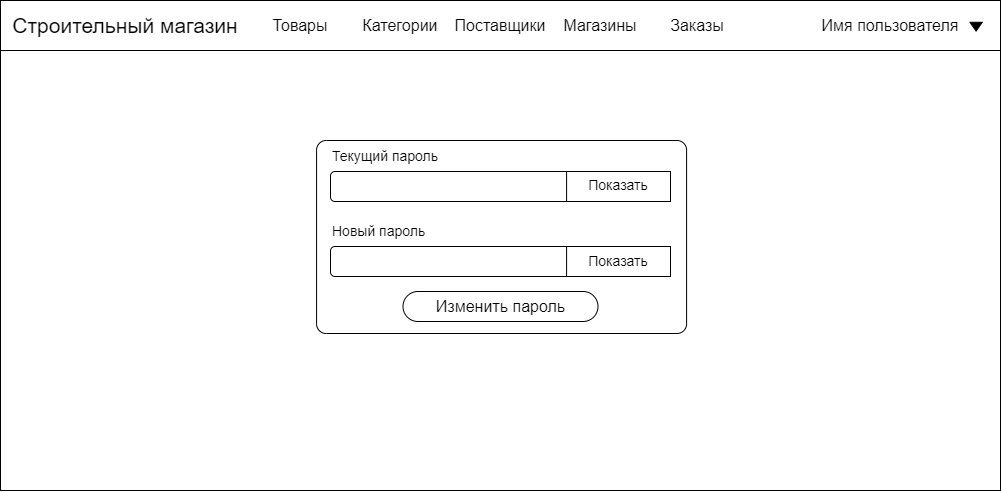 Строительный магазин Товары Категории Поставщики Магазины Заказы Имя пользователя
Текущий пароль
Показать
Новый пароль
Показать
Изменить пароль